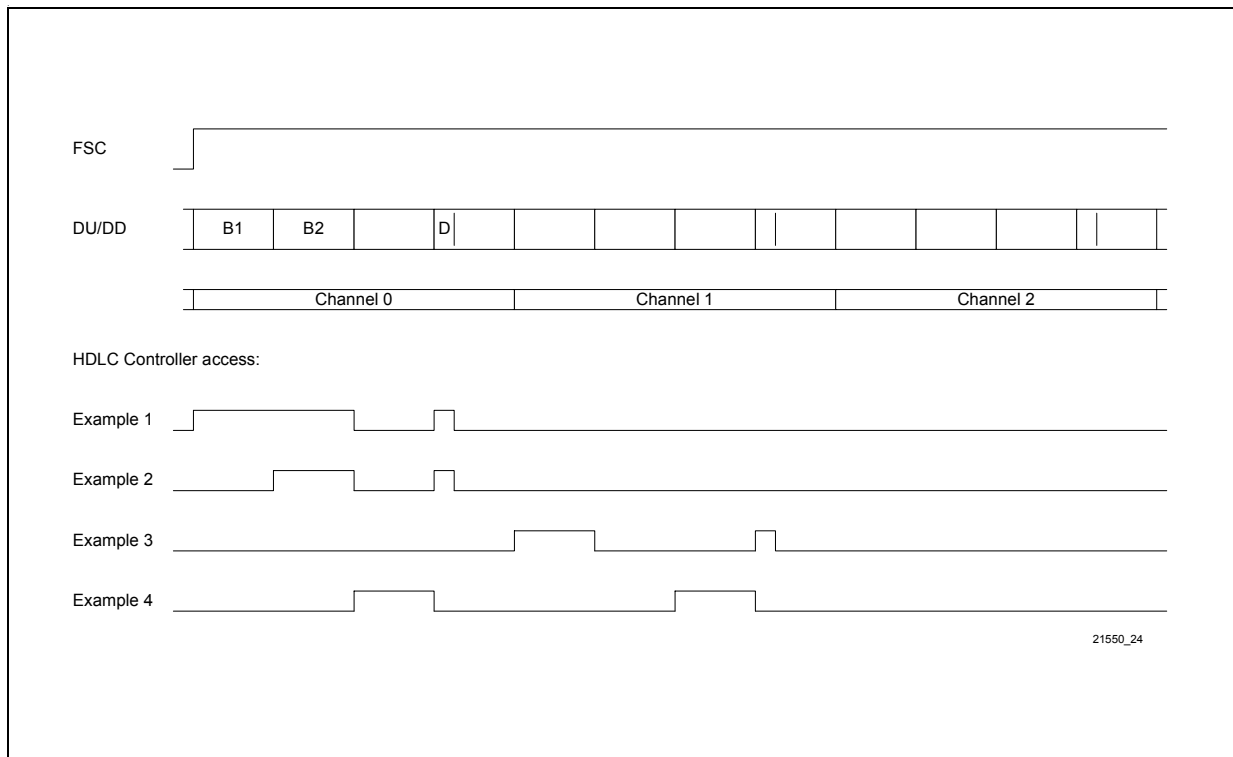 FSC
DU/DD B1 B2 D
Channel 0 Channel 1 Channel 2
HDLC Controller access:
Example 1
Example 2
Example 3
Example 4
21550_24